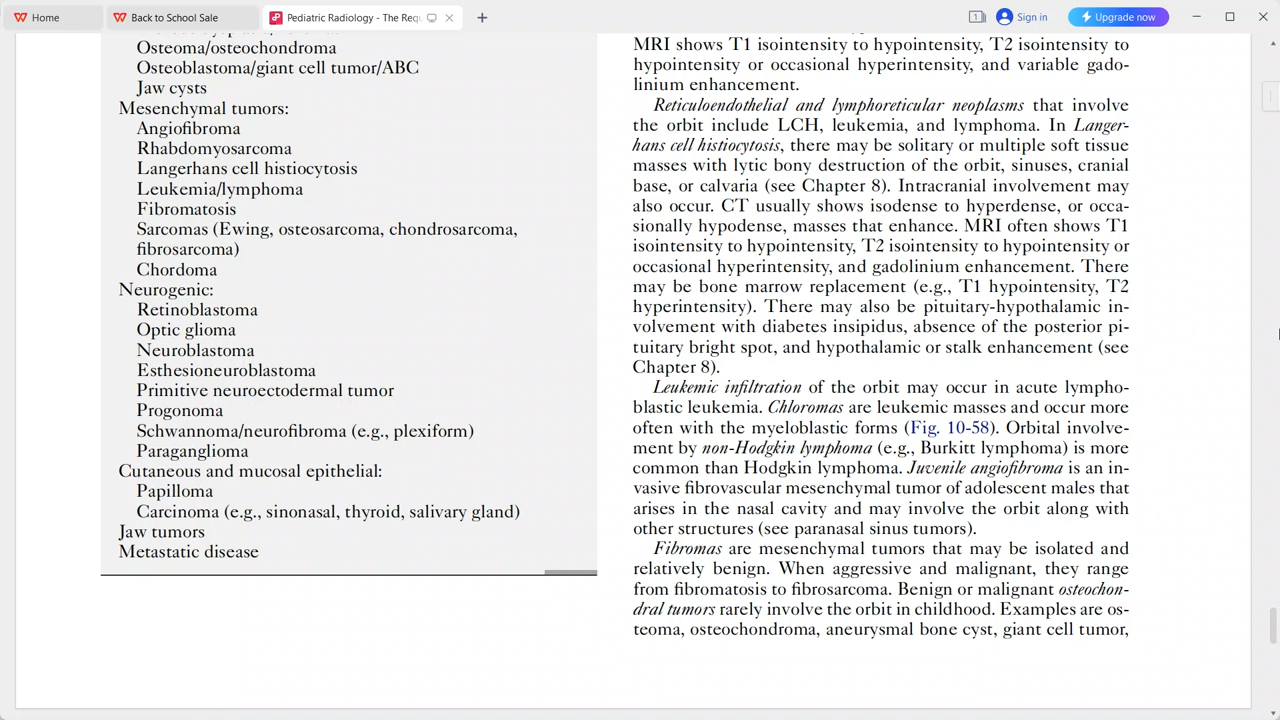 Home
Back to School Sale
Pediatric Radiology - The Req
Sign in
Upgrade now
Osteoma/osteochondroma
Osteoblastoma/giant cell tumor/ABC
Jaw cysts
Mesenchymal tumors:
Angiofibroma
Rhabdomyosarcoma
Langerhans cell histiocytosis
Leukemia/lymphoma
Fibromatosis
Sarcomas (Ewing, osteosarcoma, chondrosarcoma,
fibrosarcoma)
Chordoma
Neurogenic:
Retinoblastoma
Optic glioma
Neuroblastoma
Esthesioneuroblastoma
Primitive neuroectodermal tumor
Progonoma
Schwannoma/neurofibroma (e.g., plexiform)
Paraganglioma
Cutaneous and mucosal epithelial:
Papilloma
Carcinoma (e.g., sinonasal, thyroid, salivary gland)
Jaw tumors
Metastatic disease
MRI shows T1 isointensity to hypointensity, T2 isointensity to
hypointensity or occasional hyperintensity, and variable gado-
linium enhancement.
Reticuloendothelial and lymphoreticular neoplasms that involve
the orbit include LCH, leukemia, and lymphoma. In Langer-
hans cell histiocytosis, there may be solitary or multiple soft tissue
masses with lytic bony destruction of the orbit, sinuses, cranial
base, or calvaria (see Chapter 8). Intracranial involvement may
also occur. CT usually shows isodense to hyperdense, or occa-
sionally hypodense, masses that enhance. MRI often shows T1
isointensity to hypointensity, T2 isointensity to hypointensity or
occasional hyperintensity, and gadolinium enhancement. There
may be bone marrow replacement (e.g., T1 hypointensity, T2
hyperintensity). There may also be pituitary-hypothalamic in-
volvement with diabetes insipidus, absence of the posterior pi-
tuitary bright spot, and hypothalamic or stalk enhancement (see
Chapter 8).
Leukemic infiltration of the orbit may occur in acute lympho-
blastic leukemia. Chloromas are leukemic masses and occur more
often with the myeloblastic forms (Fig. 10-58). Orbital involve-
ment by non-Hodgkin lymphoma (e.g., Burkitt lymphoma) is more
common than Hodgkin lymphoma. Juvenile angiofibroma is an in-
vasive fibrovascular mesenchymal tumor of adolescent males that
arises in the nasal cavity and may involve the orbit along with
other structures (see paranasal sinus tumors).
Fibromas are mesenchymal tumors that may be isolated and
relatively benign. When aggressive and malignant, they range
from fibromatosis to fibrosarcoma. Benign or malignant osteochon-
dral tumors rarely involve the orbit in childhood. Examples are os-
teoma, osteochondroma, aneurysmal bone cyst, giant cell tumor,